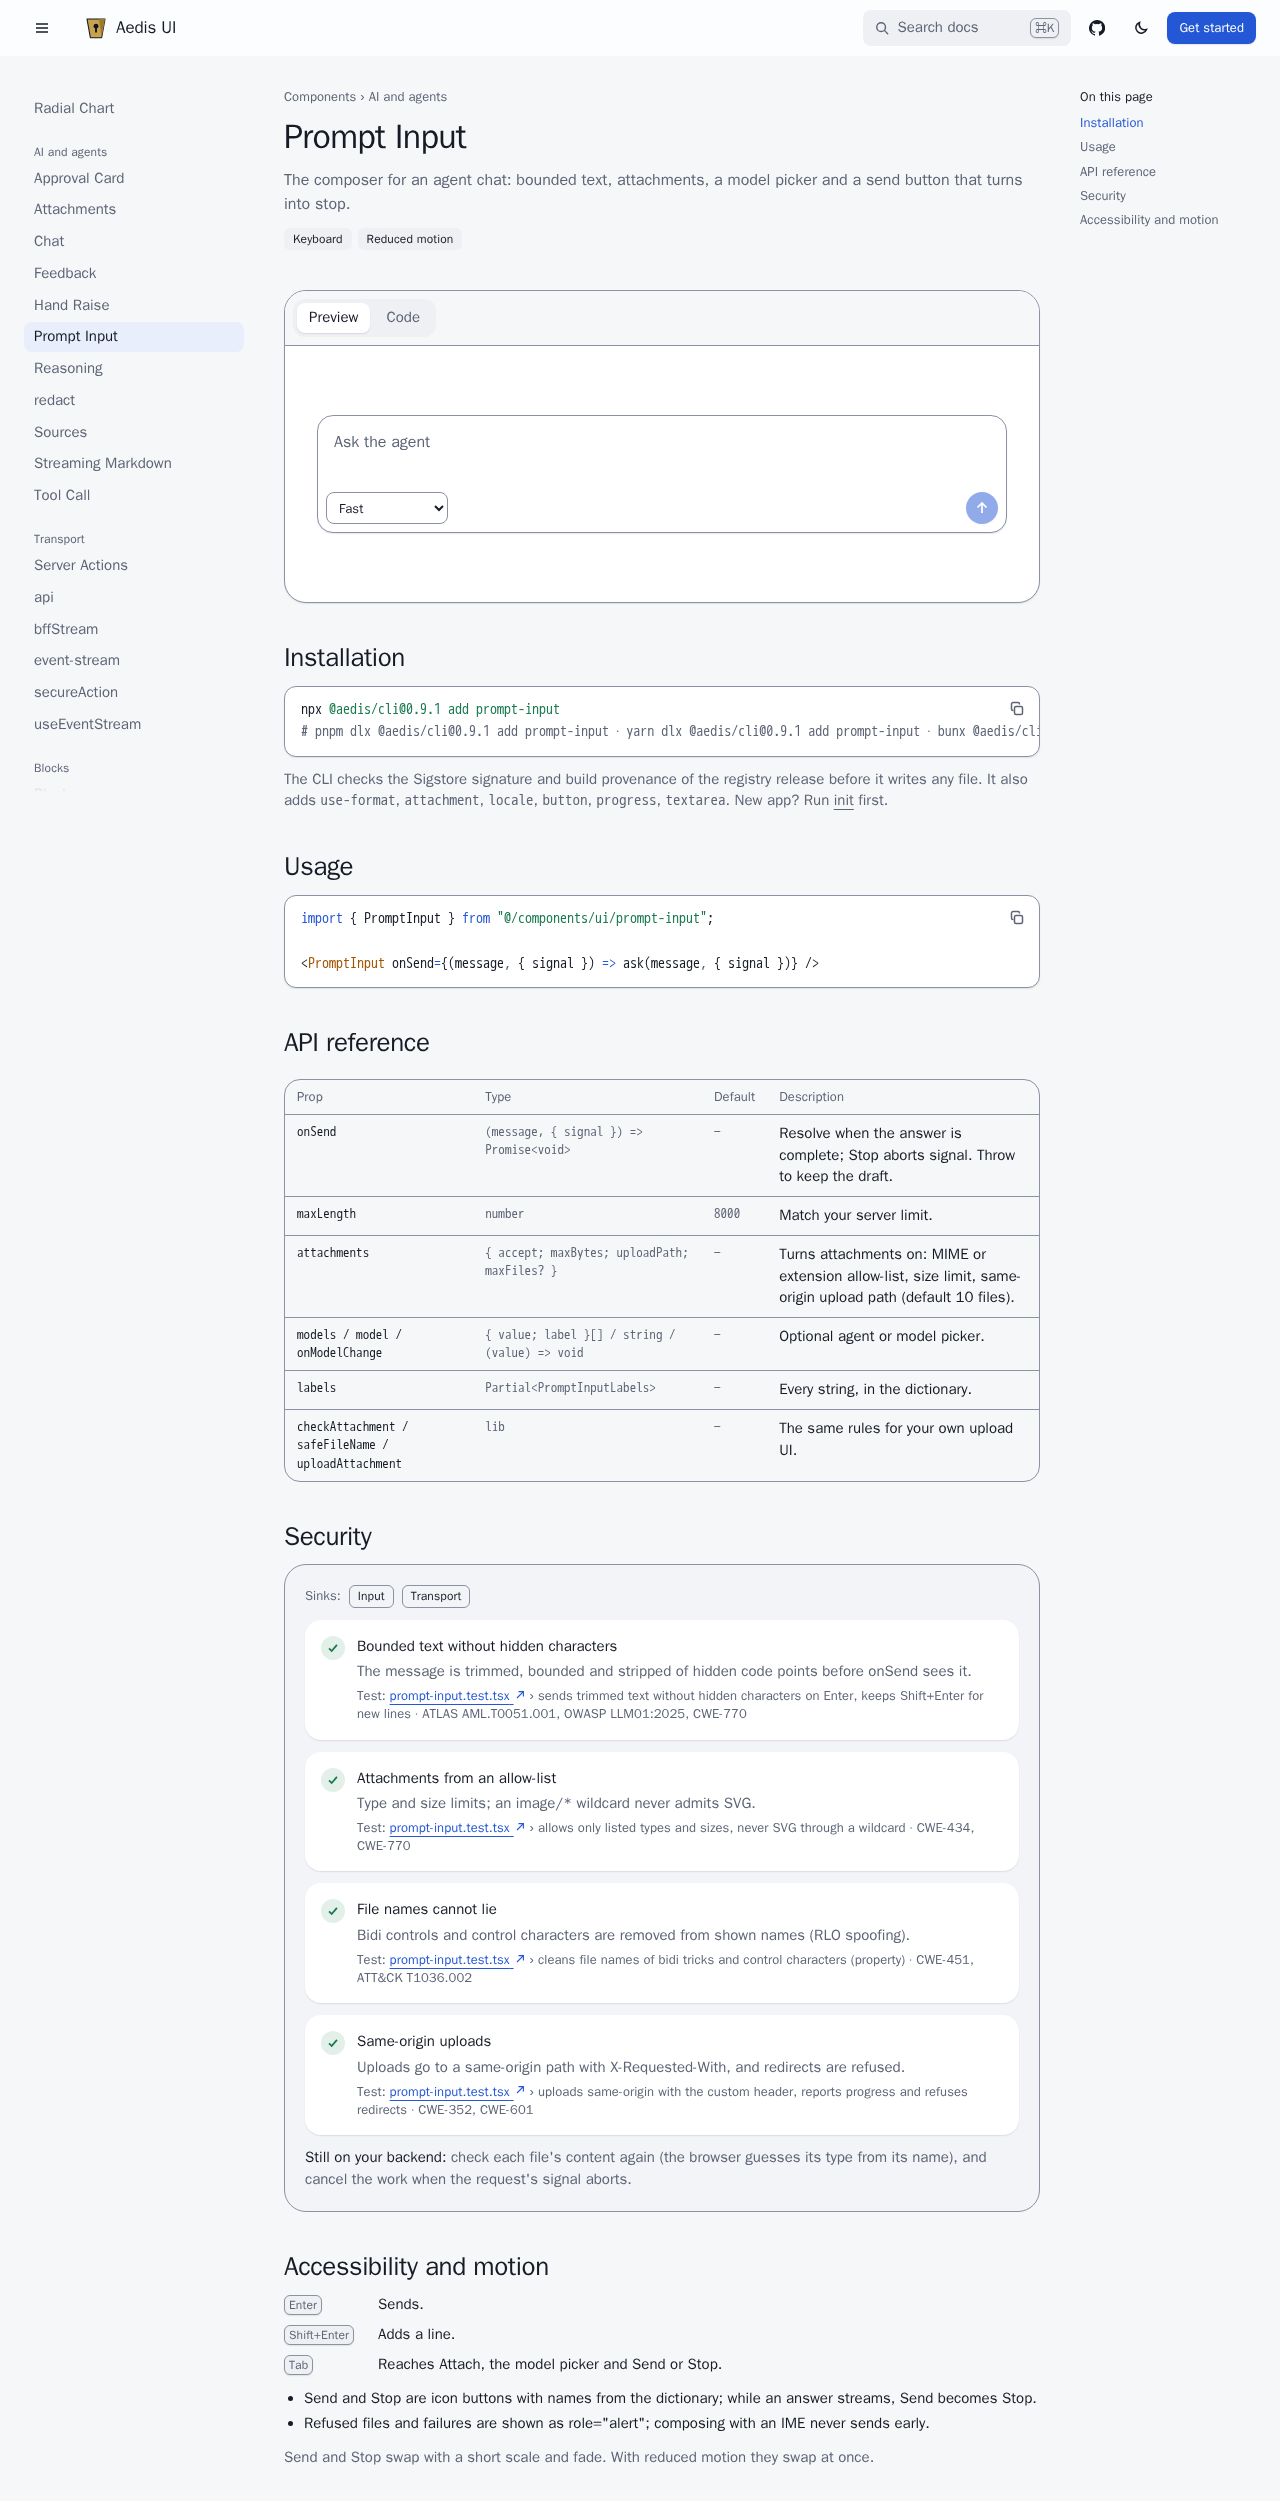 Aedis UI
Search docs
⌘K
Get started
Radial Chart
AI and agents
Approval Card
Attachments
Chat
Feedback
Hand Raise
Prompt Input
Reasoning
redact
Sources
Streaming Markdown
Tool Call
Transport
Server Actions
api
bffStream
event-stream
secureAction
useEventStream
Blocks
Components › AI and agents
Prompt Input
The composer for an agent chat: bounded text, attachments, a model picker and a send button that turns
into stop.
Keyboard
Reduced motion
Preview
Code
Ask the agent
Fast
Installation
npx @aedis/cli@0.9.1 add prompt-input
# pnpm dlx @aedis/cli@0.9.1 add prompt-input · yarn dlx @aedis/cli@0.9.1 add prompt-input · bunx @aedis/cli
The CLI checks the Sigstore signature and build provenance of the registry release before it writes any file. It also
adds use-format, attachment, locale, button, progress, textarea. New app? Run init first.
Usage
import { PromptInput } from "@/components/ui/prompt-input";
<PromptInput onSend={(message, { signal }) => ask(message, { signal })} />
API reference
Prop Type Default Description
onSend (message, { signal }) => – Resolve when the answer is
Promise<void> complete; Stop aborts signal. Throw
to keep the draft.
maxLength number 8000 Match your server limit.
attachments { accept; maxBytes; uploadPath; – Turns attachments on: MIME or
maxFiles? } extension allow-list, size limit, same-
origin upload path (default 10 files).
models / model / { value; label }[] / string / – Optional agent or model picker.
onModelChange (value) => void
labels Partial<PromptInputLabels> – Every string, in the dictionary.
checkAttachment / lib – The same rules for your own upload
safeFileName / UI.
uploadAttachment
Security
Sinks: Input Transport
Bounded text without hidden characters
The message is trimmed, bounded and stripped of hidden code points before onSend sees it.
Test: prompt-input.test.tsx ↗ › sends trimmed text without hidden characters on Enter, keeps Shift+Enter for
new lines · ATLAS AML.T0051.001, OWASP LLM01:2025, CWE-770
Attachments from an allow-list
Type and size limits; an image/* wildcard never admits SVG.
Test: prompt-input.test.tsx ↗ › allows only listed types and sizes, never SVG through a wildcard · CWE-434,
CWE-770
File names cannot lie
Bidi controls and control characters are removed from shown names (RLO spoofing).
Test: prompt-input.test.tsx ↗ › cleans file names of bidi tricks and control characters (property) · CWE-451,
ATT&CK T1036.002
Same-origin uploads
Uploads go to a same-origin path with X-Requested-With, and redirects are refused.
Test: prompt-input.test.tsx ↗ › uploads same-origin with the custom header, reports progress and refuses
redirects · CWE-352, CWE-601
Still on your backend: check each file's content again (the browser guesses its type from its name), and
cancel the work when the request's signal aborts.
Accessibility and motion
Enter Sends.
Shift+Enter Adds a line.
Tab Reaches Attach, the model picker and Send or Stop.
• Send and Stop are icon buttons with names from the dictionary; while an answer streams, Send becomes Stop.
• Refused files and failures are shown as role="alert"; composing with an IME never sends early.
Send and Stop swap with a short scale and fade. With reduced motion they swap at once.
On this page
Installation
Usage
API reference
Security
Accessibility and motion